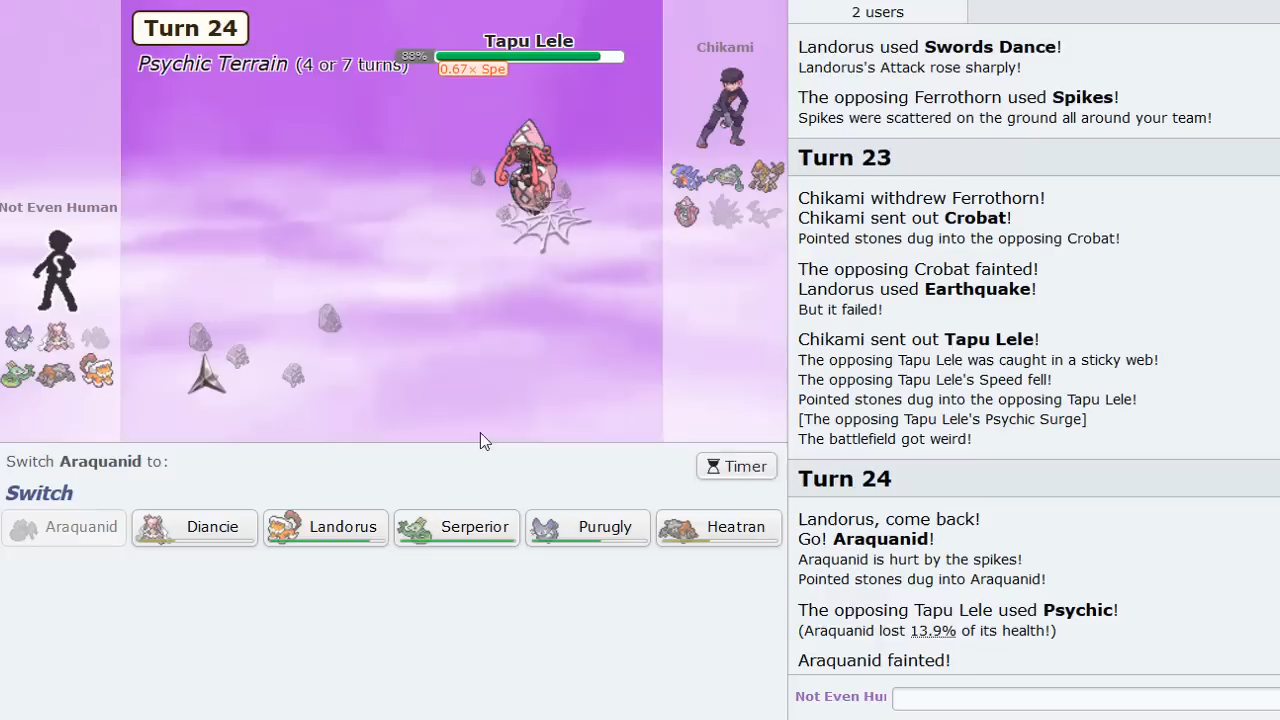 Turn 24
Psychic Terrain (4 or 7 turns)
88%
Tapu Lele
0.67× Spe
Chikami
Not Even Human
Switch Araquanid to:
Timer
Switch
Araquanid
Diancie
Landorus
Serperior
Purugly
Heatran
2 users
Landorus used Swords Dance!
Landorus's Attack rose sharply!
The opposing Ferrothorn used Spikes!
Spikes were scattered on the ground all around your team!
Turn 23
Chikami withdrew Ferrothorn!
Chikami sent out Crobat!
Pointed stones dug into the opposing Crobat!
The opposing Crobat fainted!
Landorus used Earthquake!
But it failed!
Chikami sent out Tapu Lele!
The opposing Tapu Lele was caught in a sticky web!
The opposing Tapu Lele's Speed fell!
Pointed stones dug into the opposing Tapu Lele!
[The opposing Tapu Lele's Psychic Surge]
The battlefield got weird!
Turn 24
Landorus, come back!
Go! Araquanid!
Araquanid is hurt by the spikes!
Pointed stones dug into Araquanid!
The opposing Tapu Lele used Psychic!
(Araquanid lost 13.9% of its health!)
Araquanid fainted!
Not Even Hu